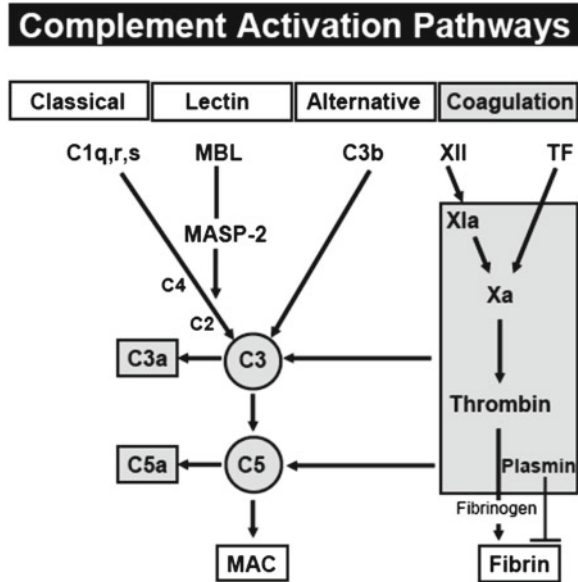 Complement Activation Pathways
Classical Lectin Alternative Coagulation
C1q,r,s MBL C3b XII TF
XIa
MASP-2
C4
Xa
C2
C3a C3
Thrombin
C5a C5 Plasmin
Fibrinogen
MAC Fibrin